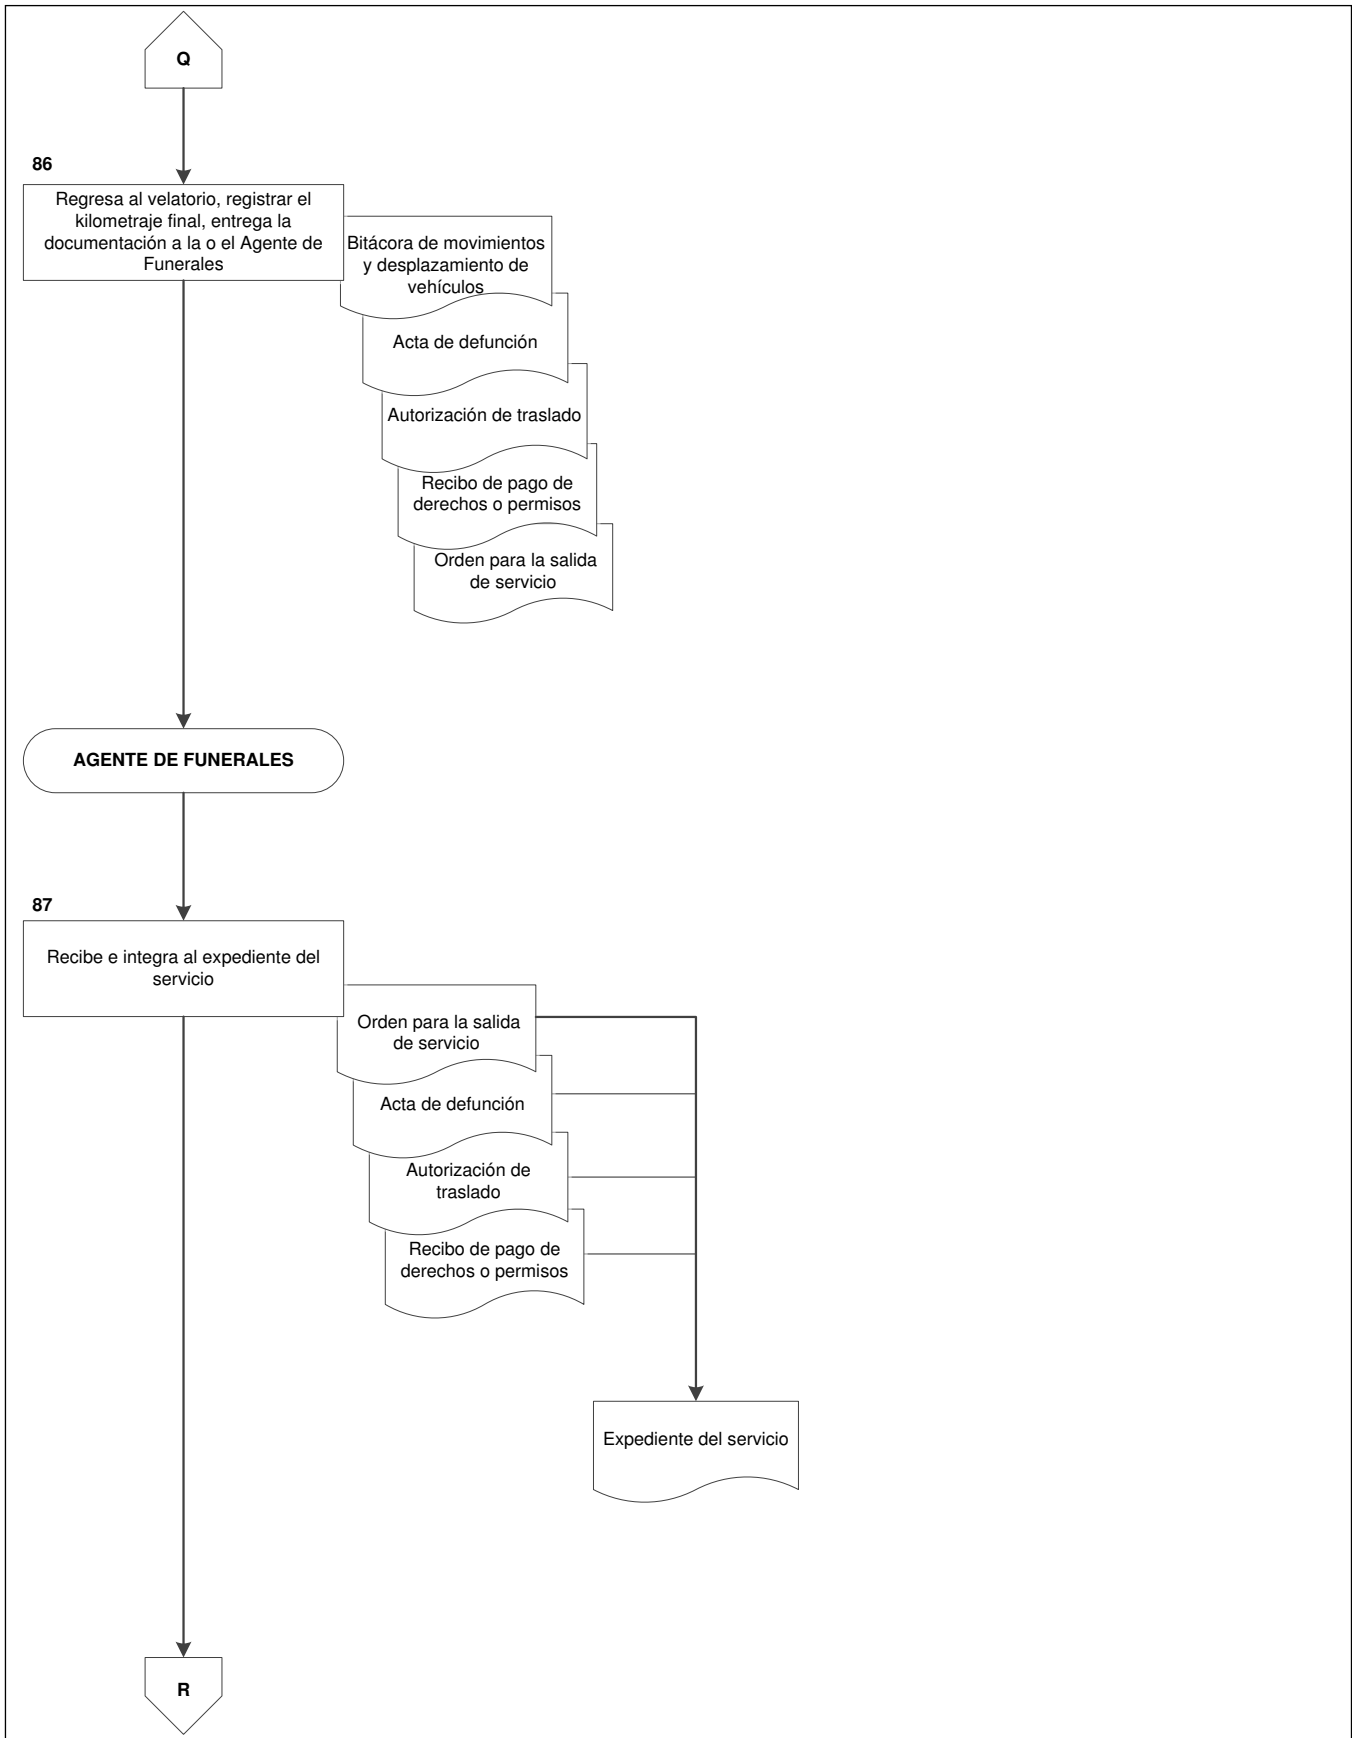 Q
86
Regresa al velatorio, registrar el
kilometraje final, entrega la
documentación a la o el Agente de
Funerales
Bitácora de movimientos
y desplazamiento de
vehículos
Acta de defunción
Autorización de traslado
Recibo de pago de
derechos o permisos
Orden para la salida
de servicio
AGENTE DE FUNERALES
87
Recibe e integra al expediente del
servicio
Orden para la salida
de servicio
Acta de defunción
Autorización de
traslado
Recibo de pago de
derechos o permisos
Expediente del servicio
R